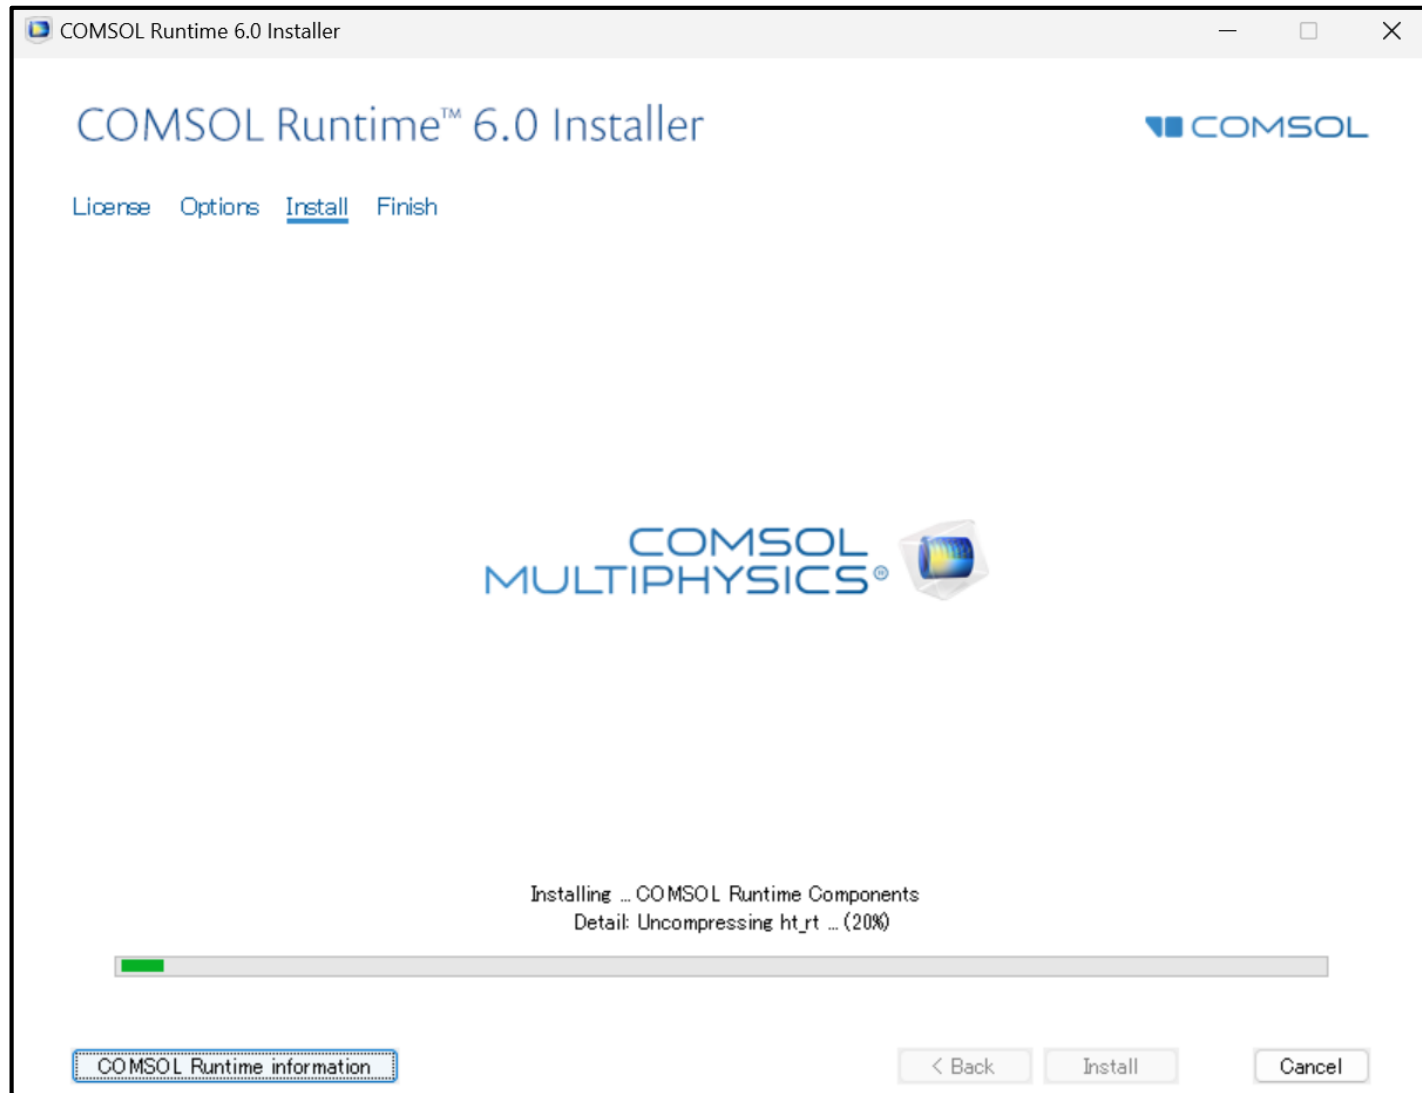 COMSOL Runtime 6.0 Installer
COMSOL Runtime™ 6.0 Installer
COMSOL
License Options Install Finish
COMSOL
MULTIPHYSICS®
Installing ... COMSOL Runtime Components
Detail: Uncompressing ht_rt ... (20%)
COMSOL Runtime information
< Back Install Cancel